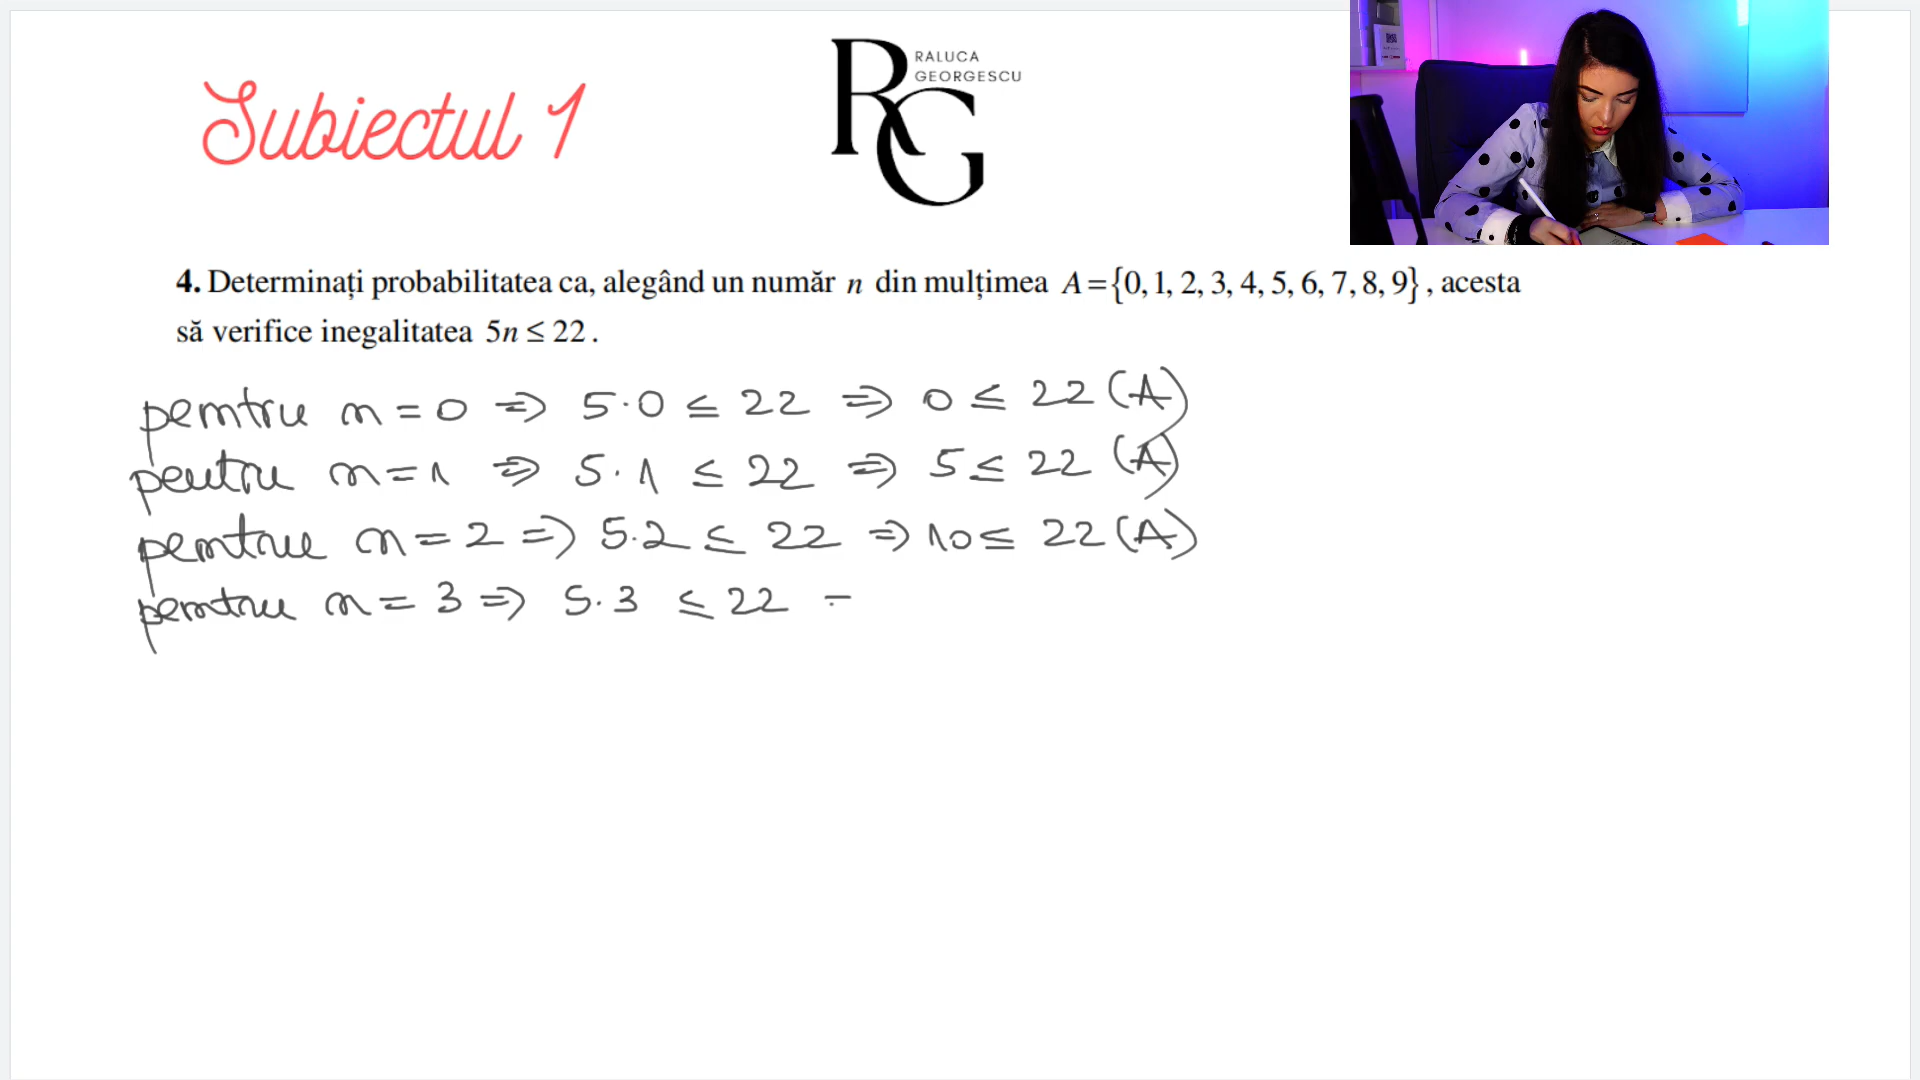 Subiectul 1
RALUCA
GEORGESCU
RG
4. Determinați probabilitatea ca, alegând un număr n din mulțimea A={0, 1, 2, 3, 4, 5, 6, 7, 8, 9}, acesta
să verifice inegalitatea 5n ≤ 22.
pentru n = 0 ⇒ 5·0 ≤ 22 ⇒ 0 ≤ 22 (A)
pentru n = 1 ⇒ 5·1 ≤ 22 ⇒ 5 ≤ 22 (A)
pentru n = 2 ⇒ 5·2 ≤ 22 ⇒ 10 ≤ 22 (A)
pentru n = 3 ⇒ 5·3 ≤ 22 =